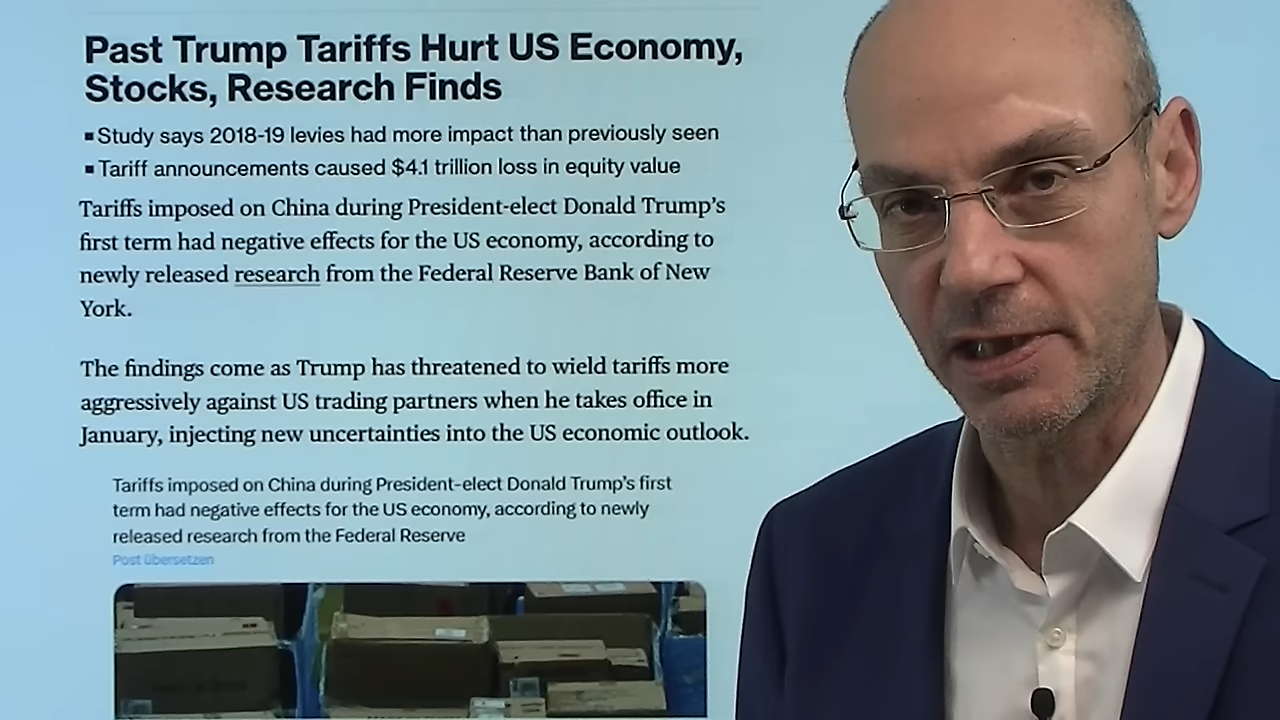 Past Trump Tariffs Hurt US Economy,
Stocks, Research Finds
▪ Study says 2018-19 levies had more impact than previously seen
▪ Tariff announcements caused $4.1 trillion loss in equity value
Tariffs imposed on China during President-elect Donald Trump’s
first term had negative effects for the US economy, according to
newly released research from the Federal Reserve Bank of New
York.
The findings come as Trump has threatened to wield tariffs more
aggressively against US trading partners when he takes office in
January, injecting new uncertainties into the US economic outlook.
Tariffs imposed on China during President-elect Donald Trump’s first
term had negative effects for the US economy, according to newly
released research from the Federal Reserve
Post übersetzen